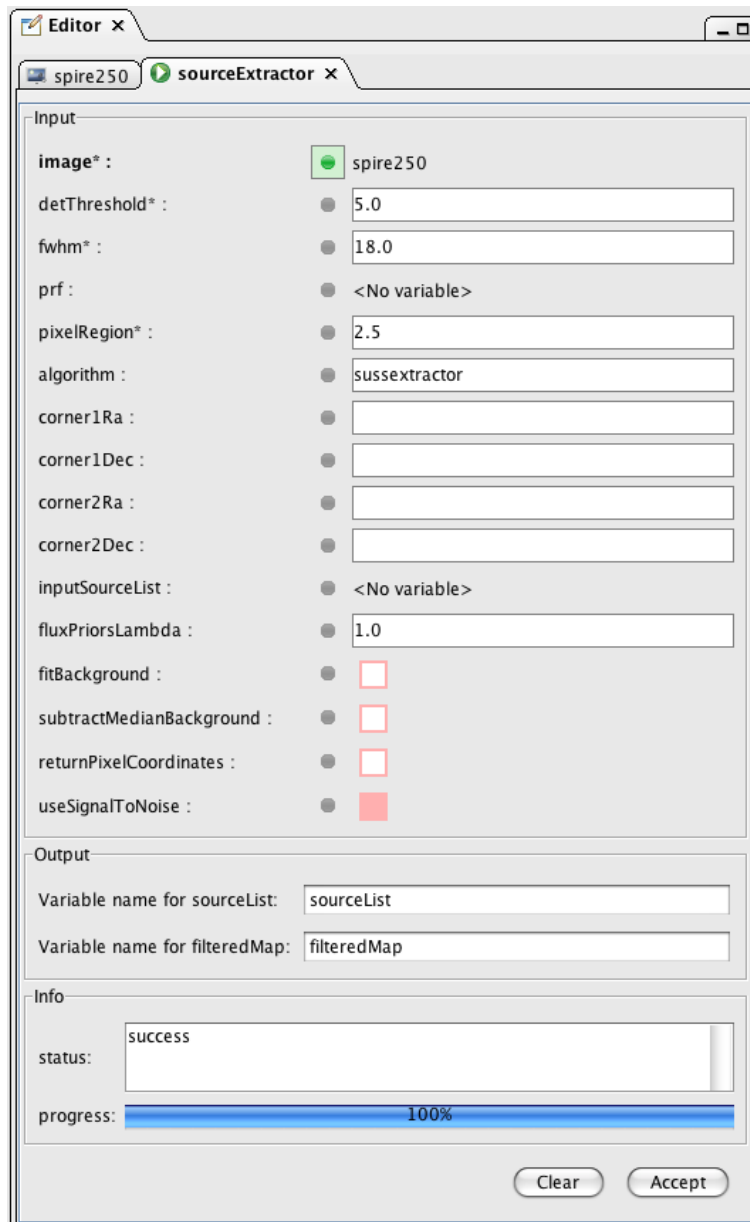 Editor
spire250 sourceExtractor
Input
image* : spire250
detThreshold* : 5.0
fwhm* : 18.0
prf : <No variable>
pixelRegion* : 2.5
algorithm : sussextractor
corner1Ra :
corner1Dec :
corner2Ra :
corner2Dec :
inputSourceList : <No variable>
fluxPriorsLambda : 1.0
fitBackground :
subtractMedianBackground :
returnPixelCoordinates :
useSignalToNoise :
Output
Variable name for sourceList: sourceList
Variable name for filteredMap: filteredMap
Info
status: success
progress: 100%
Clear Accept